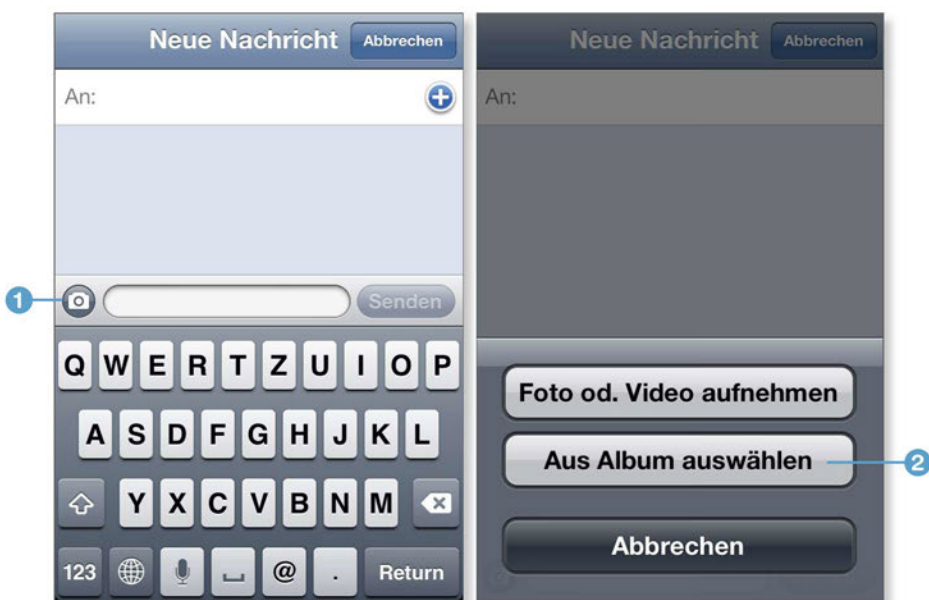 Neue Nachricht Abbrechen
An:
1
Senden
Q W E R T Z U I O P
A S D F G H J K L
Y X C V B N M
123 @ . Return
Neue Nachricht Abbrechen
An:
Foto od. Video aufnehmen
Aus Album auswählen
2
Abbrechen